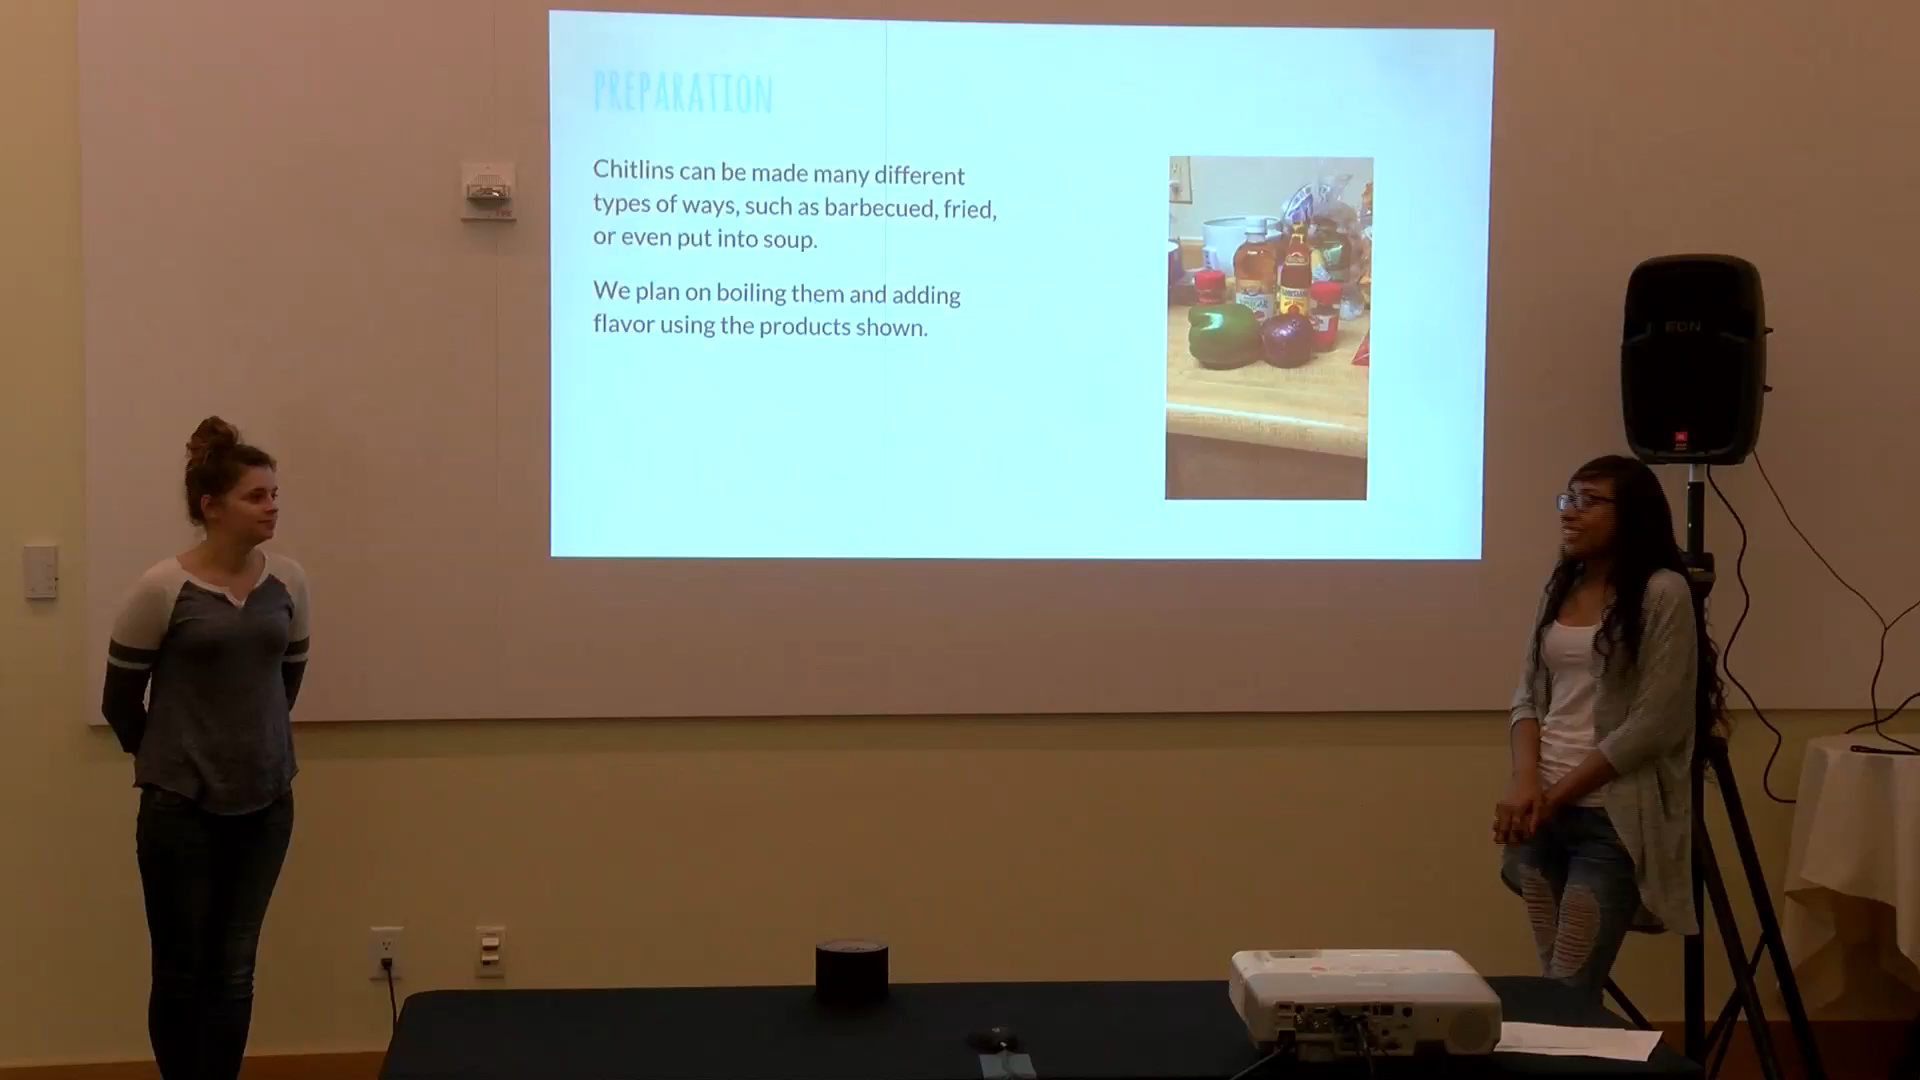 PREPARATION
Chitlins can be made many different
types of ways, such as barbecued, fried,
or even put into soup.
We plan on boiling them and adding
flavor using the products shown.
EON